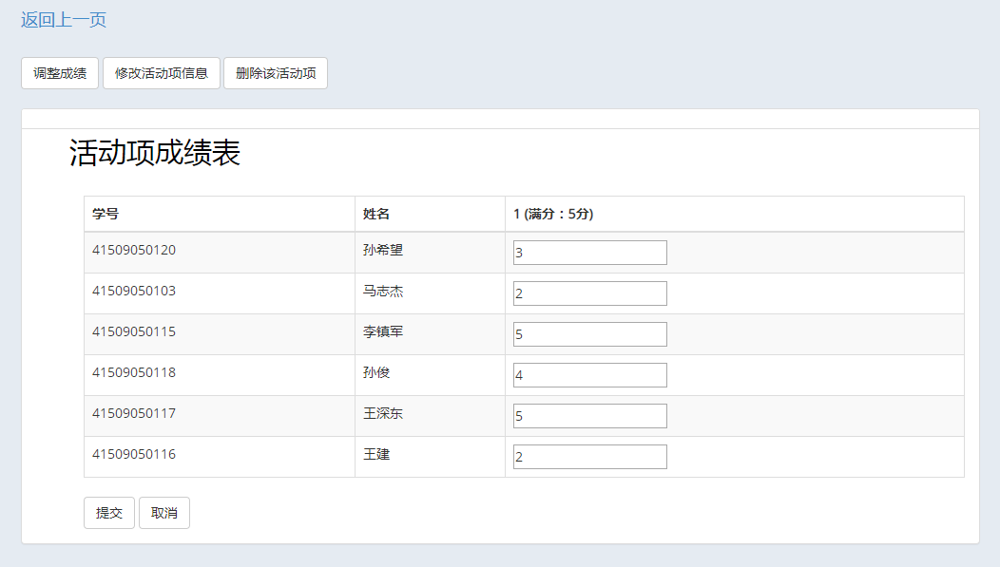 返回上一页
调整成绩 修改活动项信息 删除该活动项
活动项成绩表
学号 姓名 1 (满分：5分)
41509050120 孙希望 3
41509050103 马志杰 2
41509050115 李镇军 5
41509050118 孙俊 4
41509050117 王深东 5
41509050116 王建 2
提交 取消